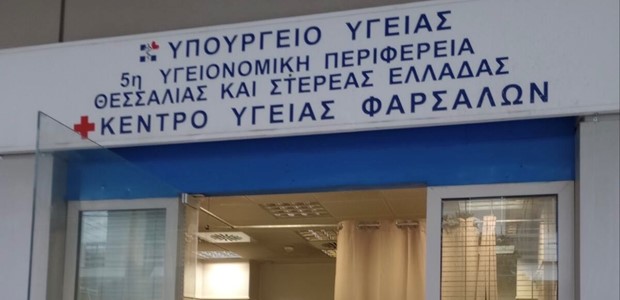 ΥΠΟΥΡΓΕΙΟ ΥΓΕΙΑΣ
5η ΥΓΕΙΟΝΟΜΙΚΗ ΠΕΡΙΦΕΡΕΙΑ
ΘΕΣΣΑΛΙΑΣ ΚΑΙ ΣΤΕΡΕΑΣ ΕΛΛΑΔΑΣ
ΚΕΝΤΡΟ ΥΓΕΙΑΣ ΦΑΡΣΑΛΩΝ